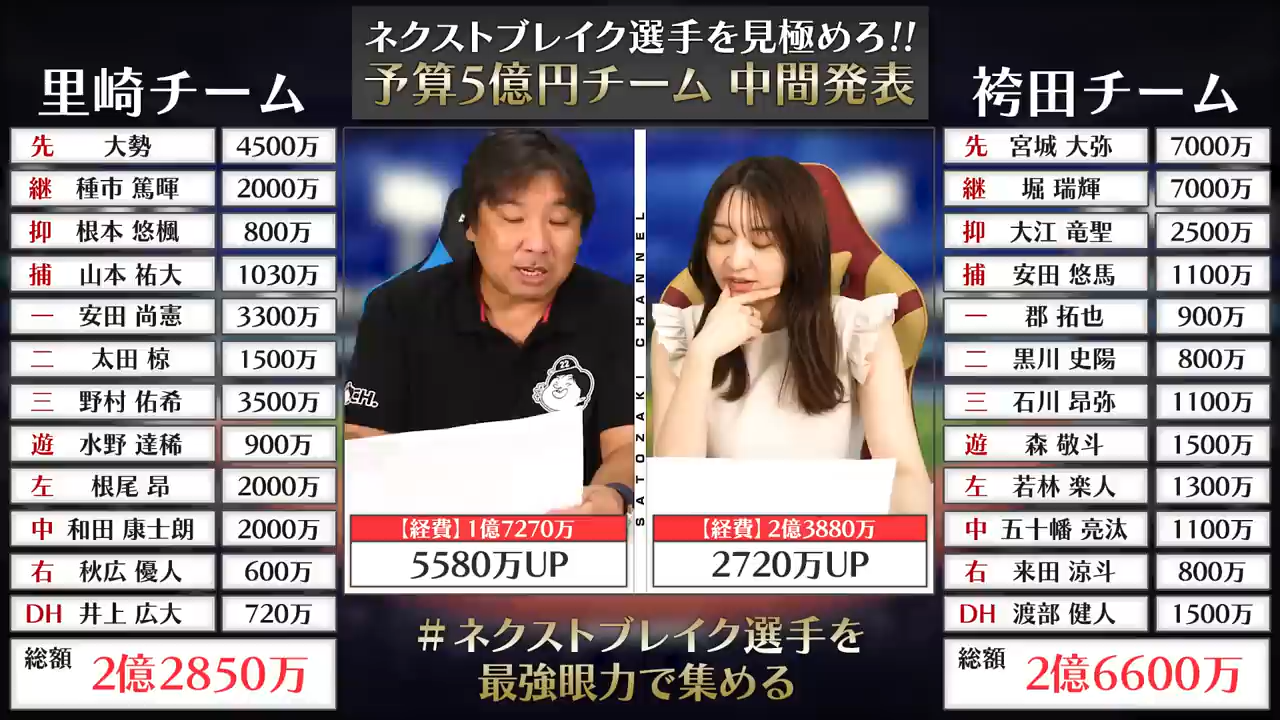 ネクストブレイク選手を見極めろ!!
予算5億円チーム 中間発表
里崎チーム
先 大勢 4500万
継 種市 篤暉 2000万
抑 根本 悠楓 800万
捕 山本 祐大 1030万
一 安田 尚憲 3300万
二 太田 椋 1500万
三 野村 佑希 3500万
遊 水野 達稀 900万
左 根尾 昂 2000万
中 和田 康士朗 2000万
右 秋広 優人 600万
DH 井上 広大 720万
総額 2億2850万
CH.
22
【経費】1億7270万
5580万UP
SATOZAKI CHANNEL
【経費】2億3880万
2720万UP
#ネクストブレイク選手を
最強眼力で集める
袴田チーム
先 宮城 大弥 7000万
継 堀 瑞輝 7000万
抑 大江 竜聖 2500万
捕 安田 悠馬 1100万
一 郡 拓也 900万
二 黒川 史陽 800万
三 石川 昂弥 1100万
遊 森 敬斗 1500万
左 若林 楽人 1300万
中 五十幡 亮汰 1100万
右 来田 涼斗 800万
DH 渡部 健人 1500万
総額 2億6600万